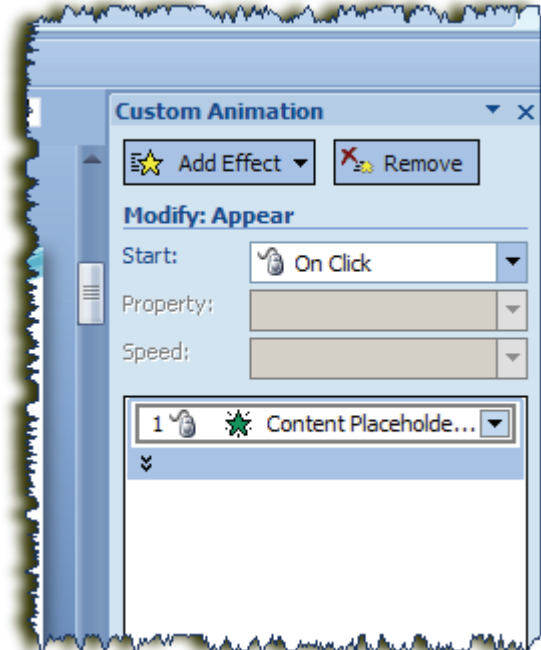 Custom Animation
Add Effect Remove
Modify: Appear
Start: On Click
Property:
Speed:
1 Content Placeholde...